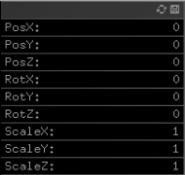 PosX: 0
PosY: 0
PosZ: 0
RotX: 0
RotY: 0
RotZ: 0
ScaleX: 1
ScaleY: 1
ScaleZ: 1